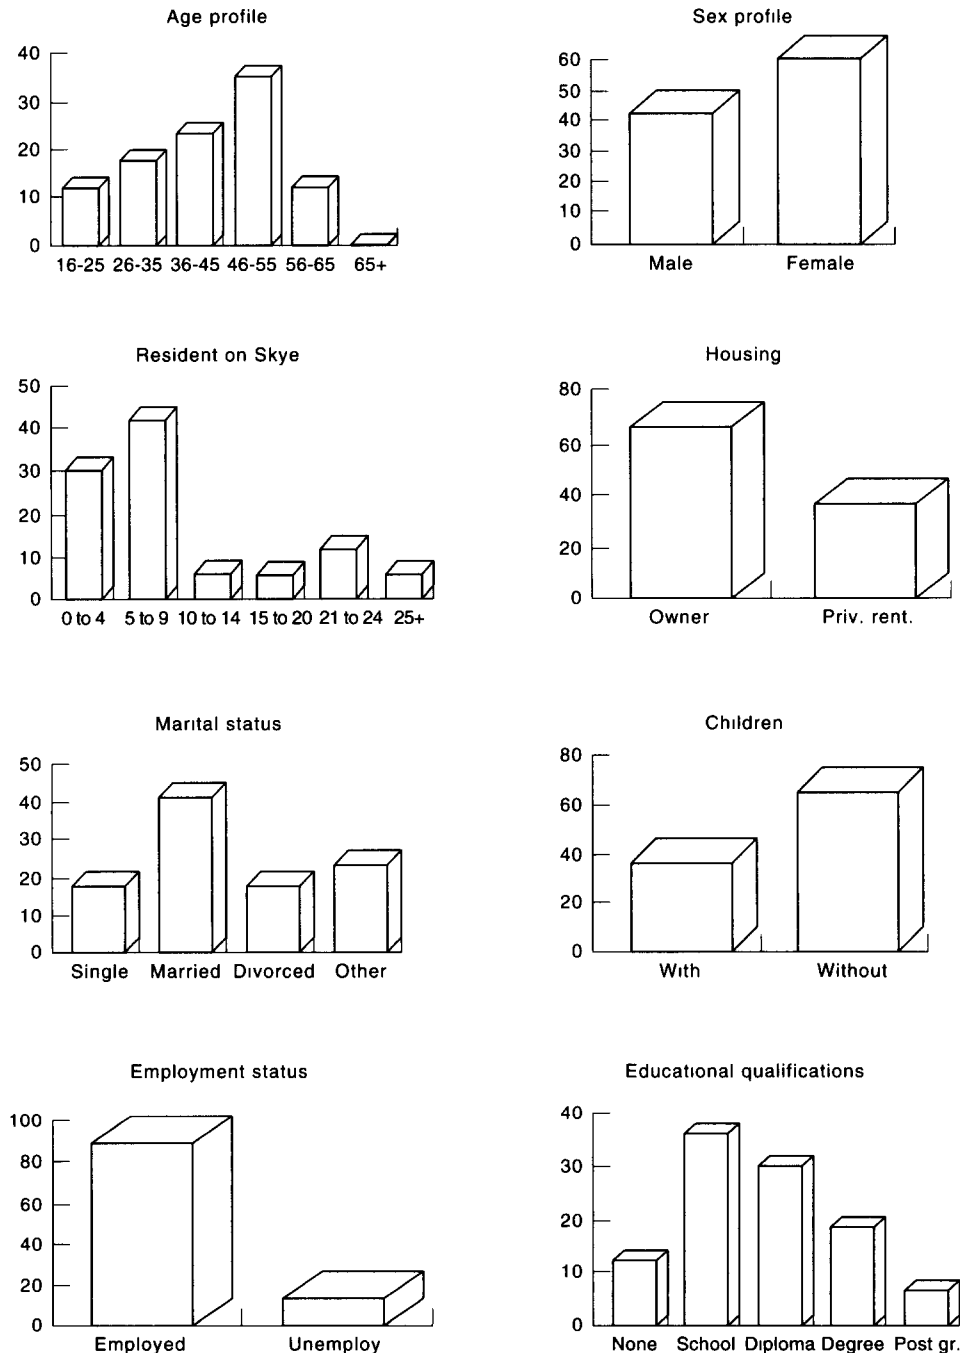 Age profile
40
30
20
10
0
16-25 26-35 36-45 46-55 56-65 65+
Sex profile
60
50
40
30
20
10
0
Male Female
Resident on Skye
50
40
30
20
10
0
0 to 4 5 to 9 10 to 14 15 to 20 21 to 24 25+
Housing
80
60
40
20
0
Owner Priv. rent.
Marital status
50
40
30
20
10
0
Single Married Divorced Other
Children
80
60
40
20
0
With Without
Employment status
100
80
60
40
20
0
Employed Unemploy
Educational qualifications
40
30
20
10
0
None School Diploma Degree Post gr.